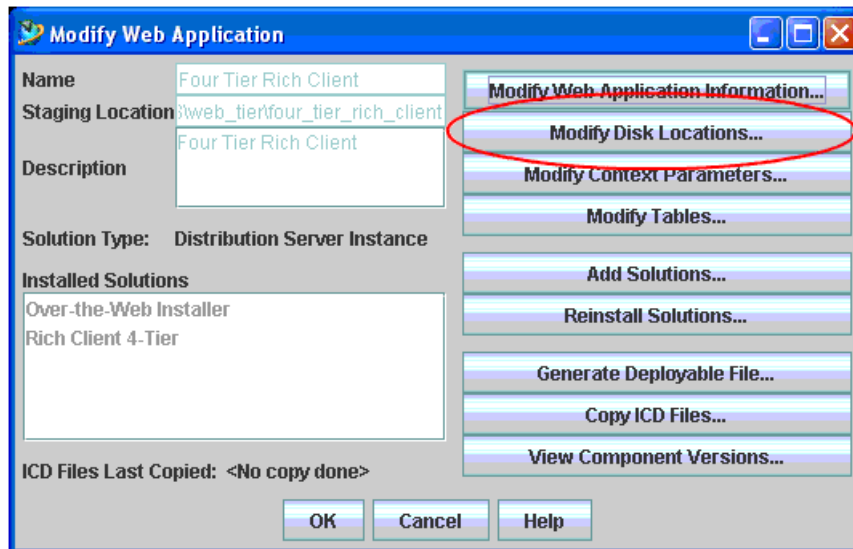 Modify Web Application
Name
Four Tier Rich Client
Staging Location
\web_tier\four_tier_rich_client
Description
Four Tier Rich Client
Solution Type: Distribution Server Instance
Installed Solutions
Over-the-Web Installer
Rich Client 4-Tier
ICD Files Last Copied: <No copy done>
Modify Web Application Information...
Modify Disk Locations...
Modify Context Parameters...
Modify Tables...
Add Solutions...
Reinstall Solutions...
Generate Deployable File...
Copy ICD Files...
View Component Versions...
OK Cancel Help